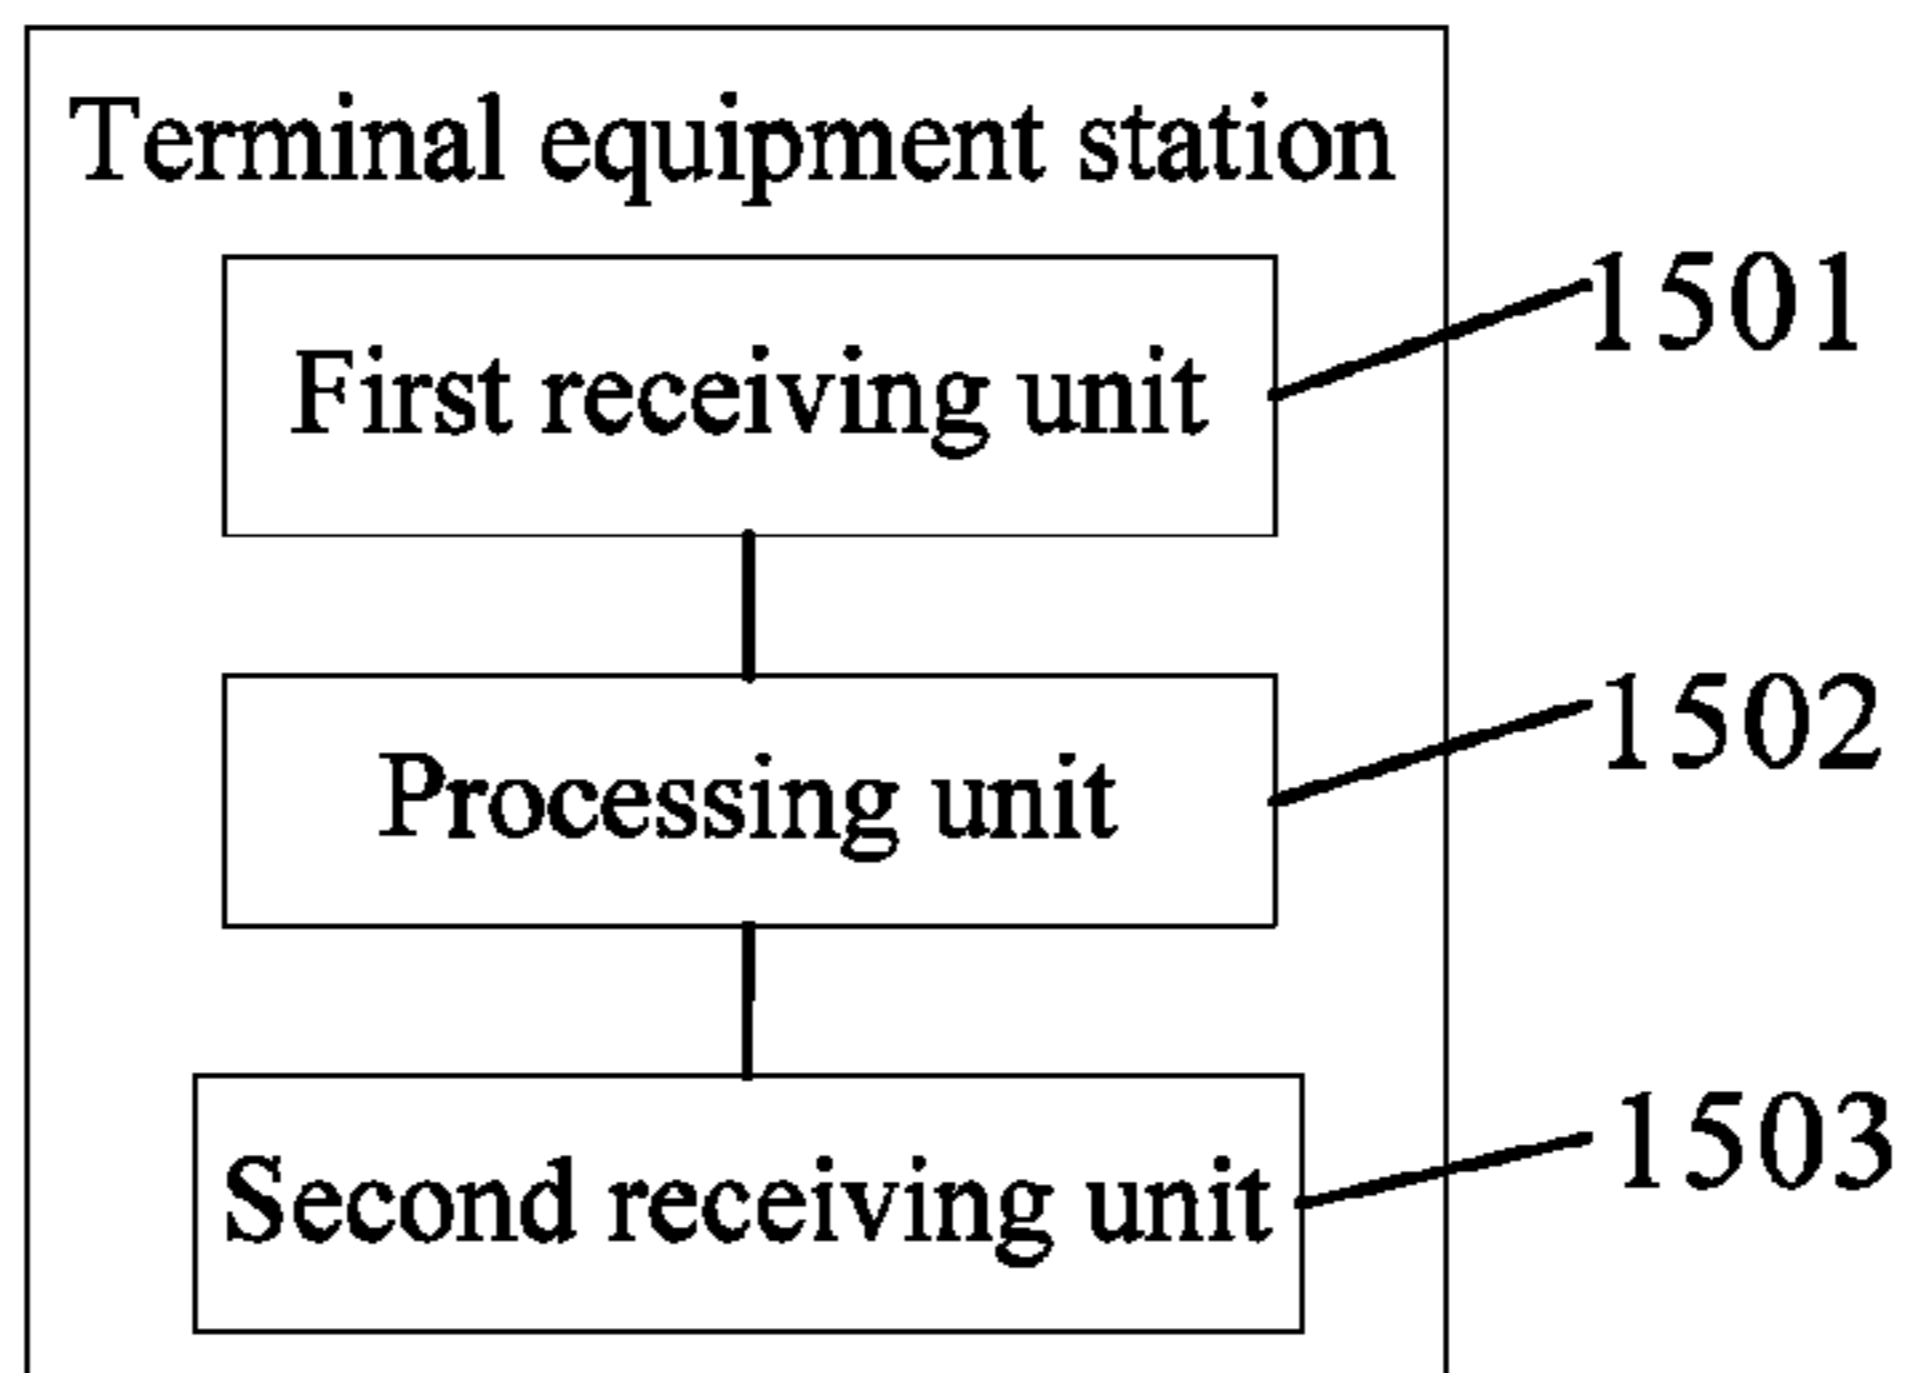 Terminal equipment station
First receiving unit
1501
Processing unit
1502
Second receiving unit
1503